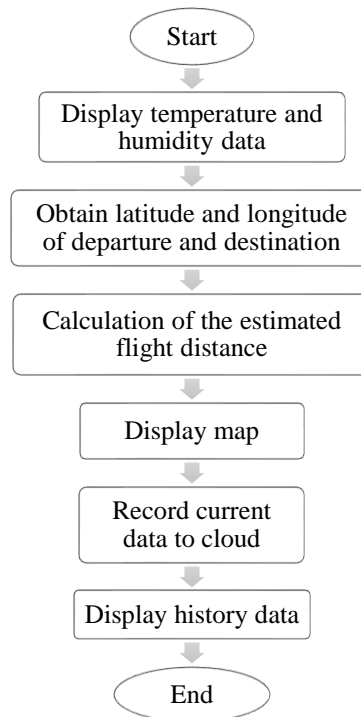 Start
Display temperature and
humidity data
Obtain latitude and longitude
of departure and destination
Calculation of the estimated
flight distance
Display map
Record current
data to cloud
Display history data
End